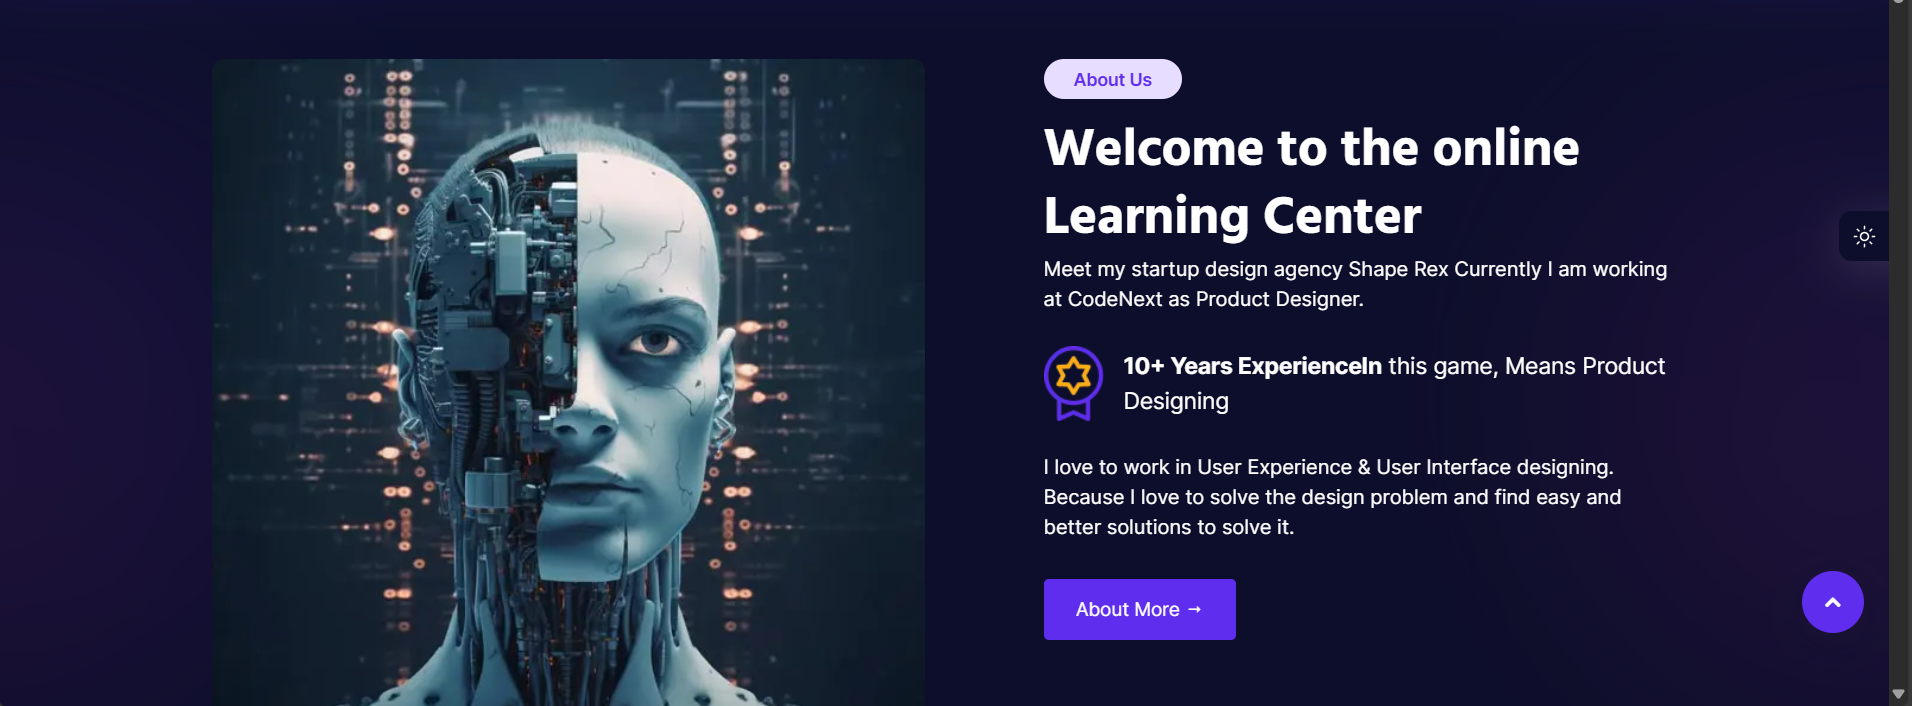 About Us
Welcome to the online
Learning Center
Meet my startup design agency Shape Rex Currently I am working
at CodeNext as Product Designer.
10+ Years ExperienceIn this game, Means Product
Designing
I love to work in User Experience & User Interface designing.
Because I love to solve the design problem and find easy and
better solutions to solve it.
About More →